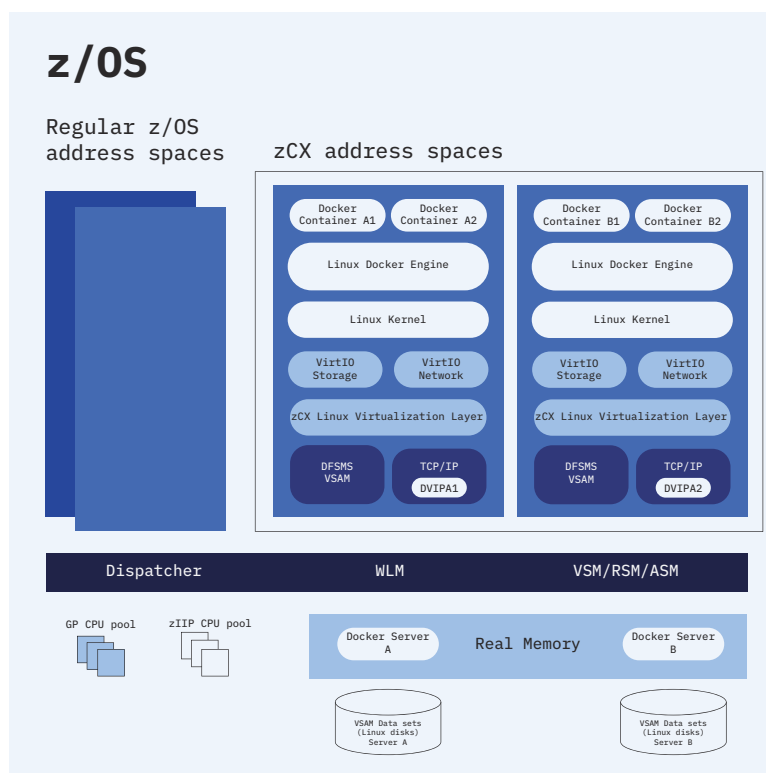 z/OS
Regular z/OS
address spaces
zCX address spaces
Docker
Container A1
Docker
Container A2
Linux Docker Engine
Linux Kernel
VirtIO
Storage
VirtIO
Network
zCX Linux Virtualization Layer
DFSMS
VSAM
TCP/IP
DVIPA1
Docker
Container B1
Docker
Container B2
Linux Docker Engine
Linux Kernel
VirtIO
Storage
VirtIO
Network
zCX Linux Virtualization Layer
DFSMS
VSAM
TCP/IP
DVIPA2
Dispatcher
WLM
VSM/RSM/ASM
GP CPU pool
zIIP CPU pool
Docker Server
A
Real Memory
Docker Server
B
VSAM Data sets
(Linux disks)
Server A
VSAM Data sets
(Linux disks)
Server B